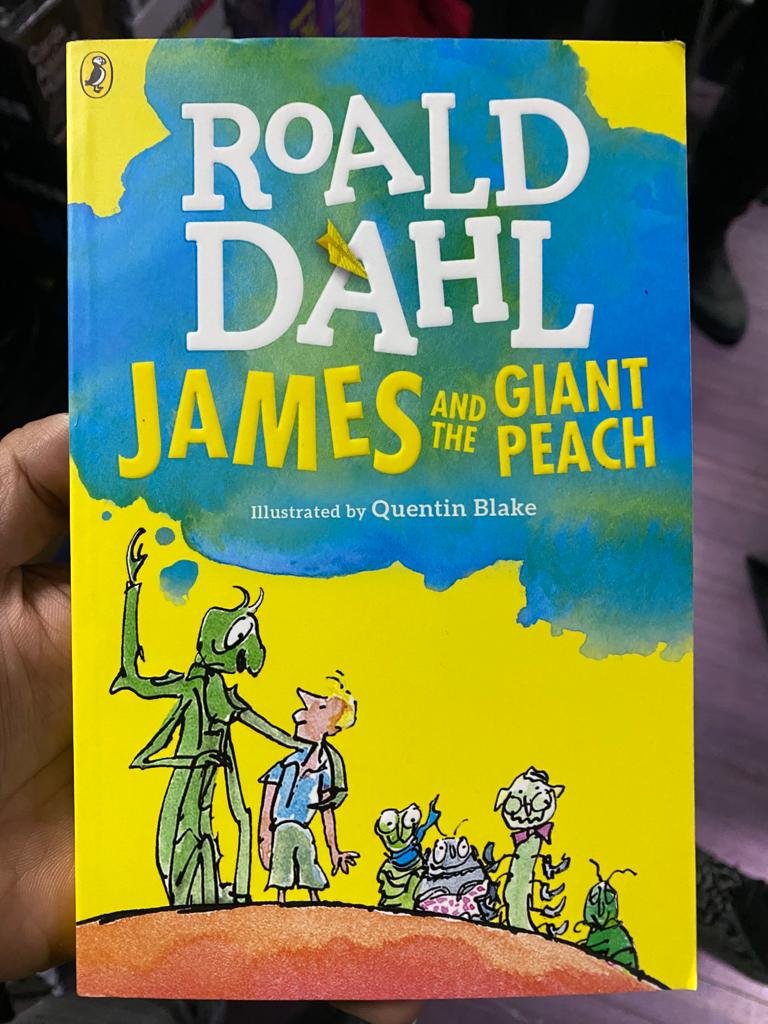 ROALD
DAHL
JAMES AND THE GIANT PEACH
Illustrated by Quentin Blake